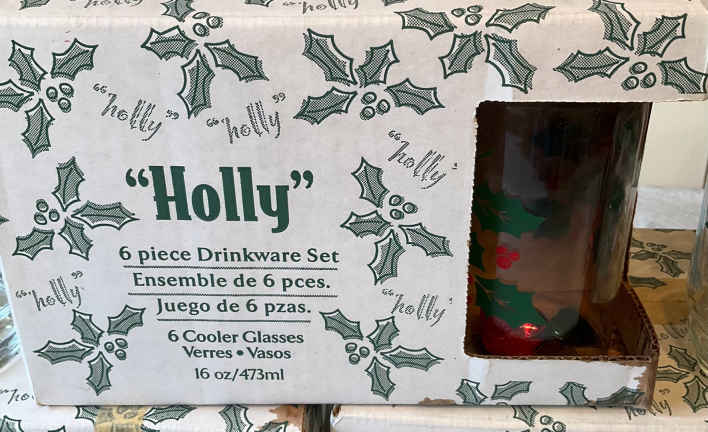 holly"
"holly"
"holly"
"holly"
"holly
"Holly"
6 piece Drinkware Set
Ensemble de 6 pces.
Juego de 6 pzas.
"holly"
"holly"
6 Cooler Glasses
Verres • Vasos
16 oz/473ml